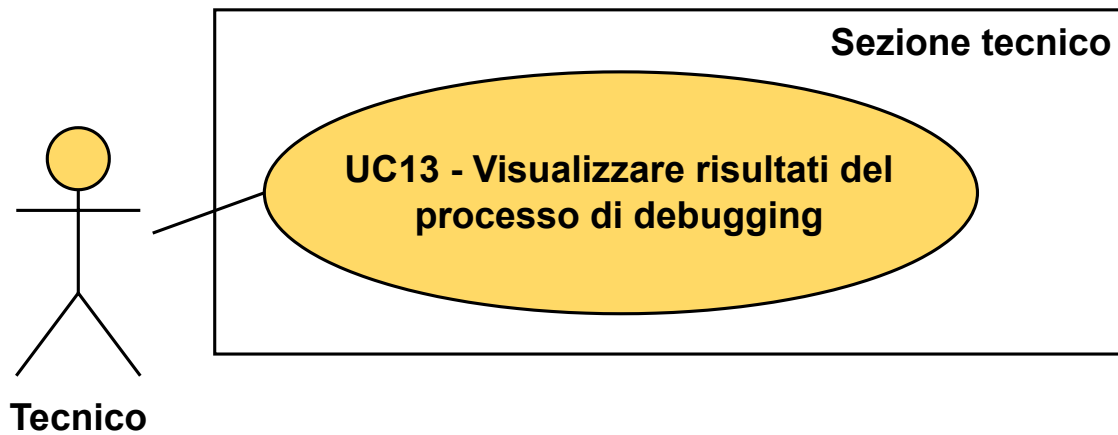 Sezione tecnico
UC13 - Visualizzare risultati del
processo di debugging
Tecnico